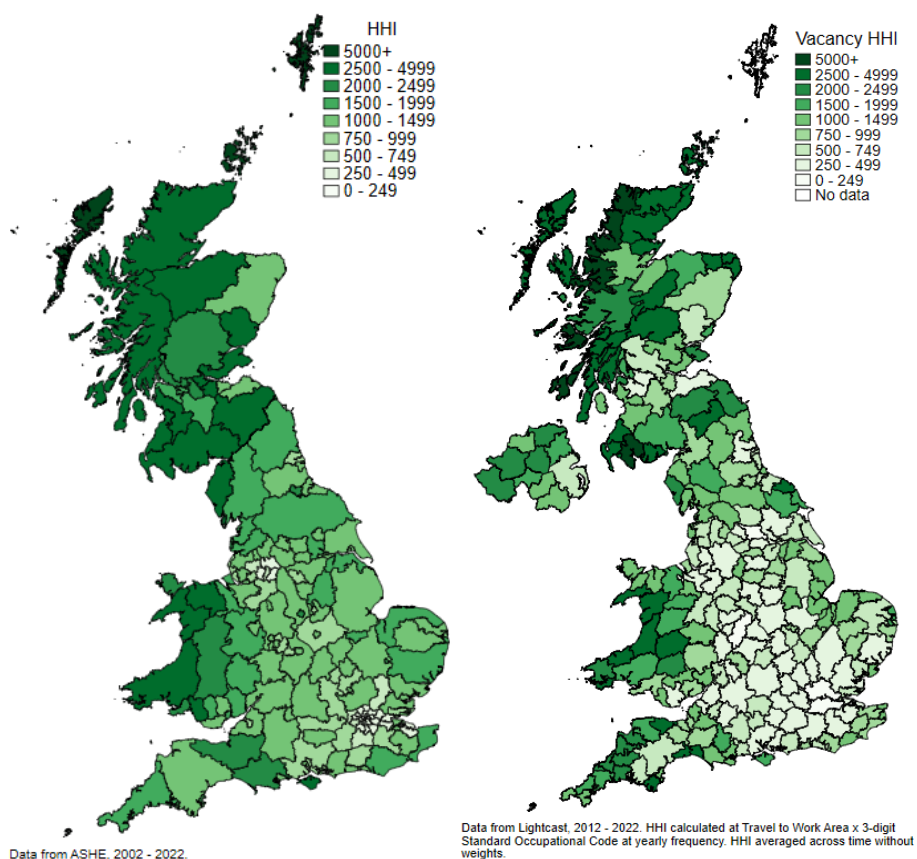 HHI
5000+
2500 - 4999
2000 - 2499
1500 - 1999
1000 - 1499
750 - 999
500 - 749
250 - 499
0 - 249
Data from ASHE. 2002 - 2022.
Vacancy HHI
5000+
2500 - 4999
2000 - 2499
1500 - 1999
1000 - 1499
750 - 999
500 - 749
250 - 499
0 - 249
No data
Data from Lightcast, 2012 - 2022. HHI calculated at Travel to Work Area x 3-digit
Standard Occupational Code at yearly frequency. HHI averaged across time without
weights.